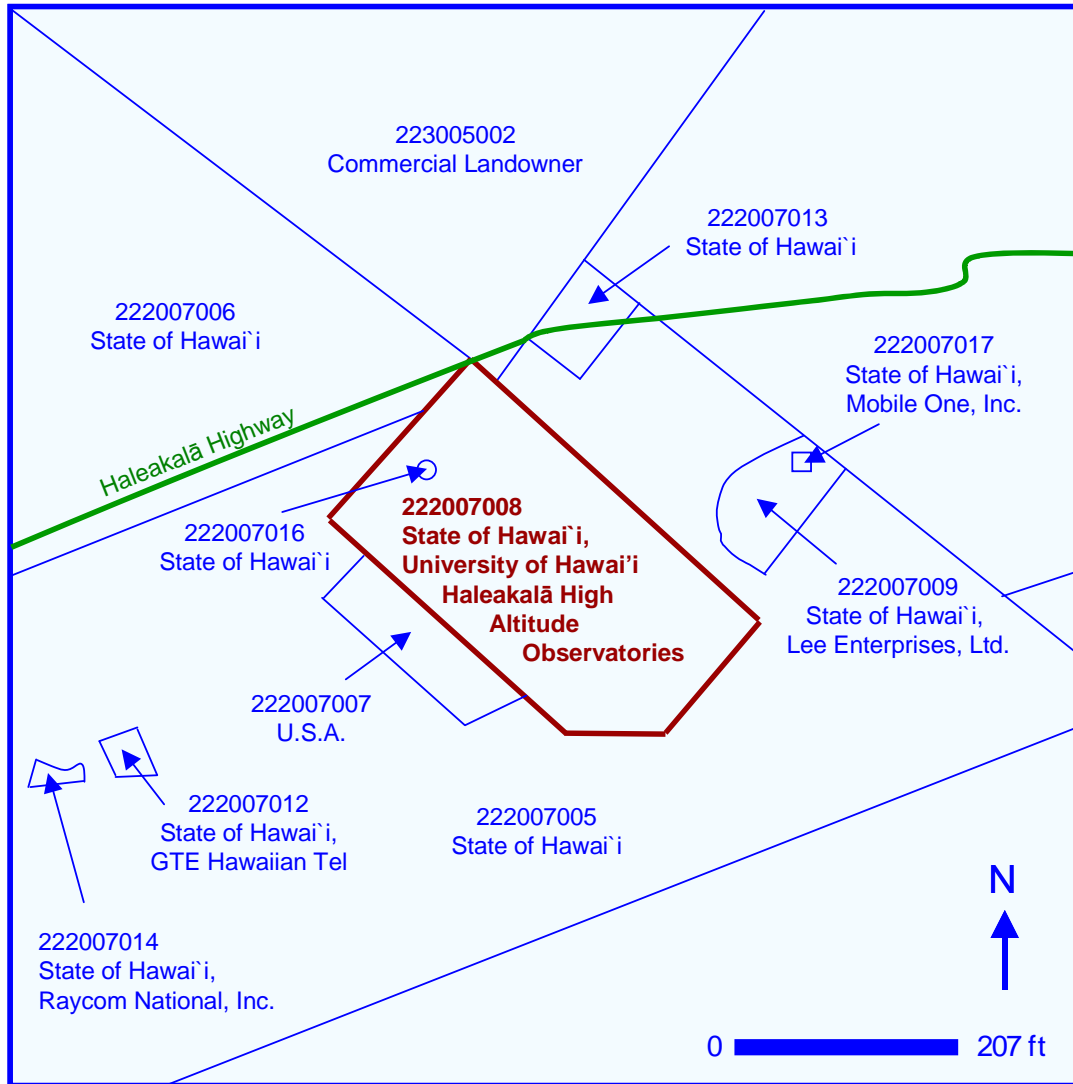 223005002
Commercial Landowner
222007013
State of Hawai`i
222007006
State of Hawai`i
222007017
State of Hawai`i,
Mobile One, Inc.
Haleakalā Highway
222007016
State of Hawai`i
222007008
State of Hawai`i,
University of Hawai’i
Haleakalā High
Altitude
Observatories
222007009
State of Hawai`i,
Lee Enterprises, Ltd.
222007007
U.S.A.
222007012
State of Hawai`i,
GTE Hawaiian Tel
222007005
State of Hawai`i
222007014
State of Hawai`i,
Raycom National, Inc.
N
0 207 ft